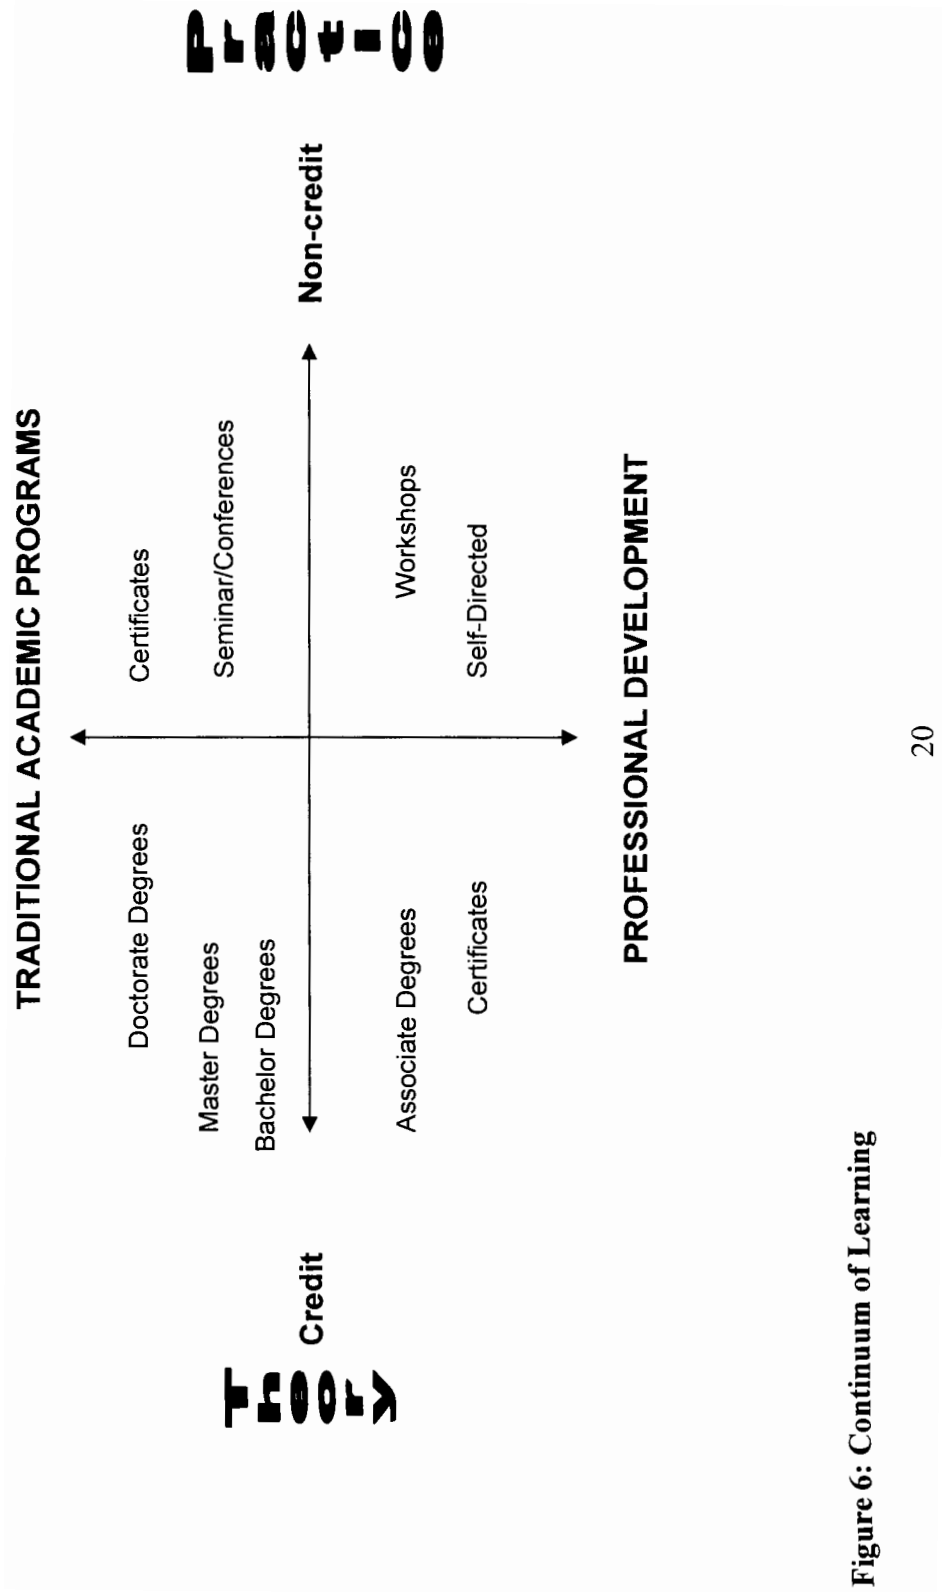 TRADITIONAL ACADEMIC PROGRAMS
Doctorate Degrees
Certificates
Master Degrees
Seminar/Conferences
Bachelor Degrees
Theory
Credit
Non-credit
Practice
Associate Degrees
Workshops
Certificates
Self-Directed
PROFESSIONAL DEVELOPMENT
Figure 6: Continuum of Learning
20